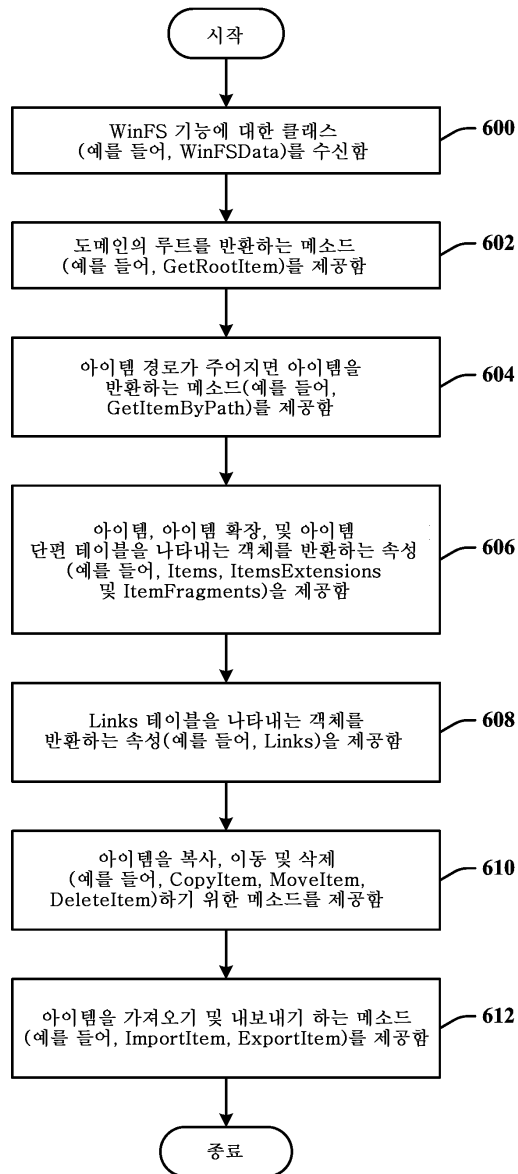 시작
WinFS 기능에 대한 클래스
(예를 들어, WinFSData)를 수신함
600
도메인의 루트를 반환하는 메소드
(예를 들어, GetRootItem)를 제공함
602
아이템 경로가 주어지면 아이템을
반환하는 메소드(예를 들어,
GetItemByPath)를 제공함
604
아이템, 아이템 확장, 및 아이템
단편 테이블을 나타내는 객체를 반환하는 속성
(예를 들어, Items, ItemsExtensions
및 ItemFragments)을 제공함
606
Links 테이블을 나타내는 객체를
반환하는 속성(예를 들어, Links)을 제공함
608
아이템을 복사, 이동 및 삭제
(예를 들어, CopyItem, MoveItem,
DeleteItem)하기 위한 메소드를 제공함
610
아이템을 가져오기 및 내보내기 하는 메소드
(예를 들어, ImportItem, ExportItem)를 제공함
612
종료